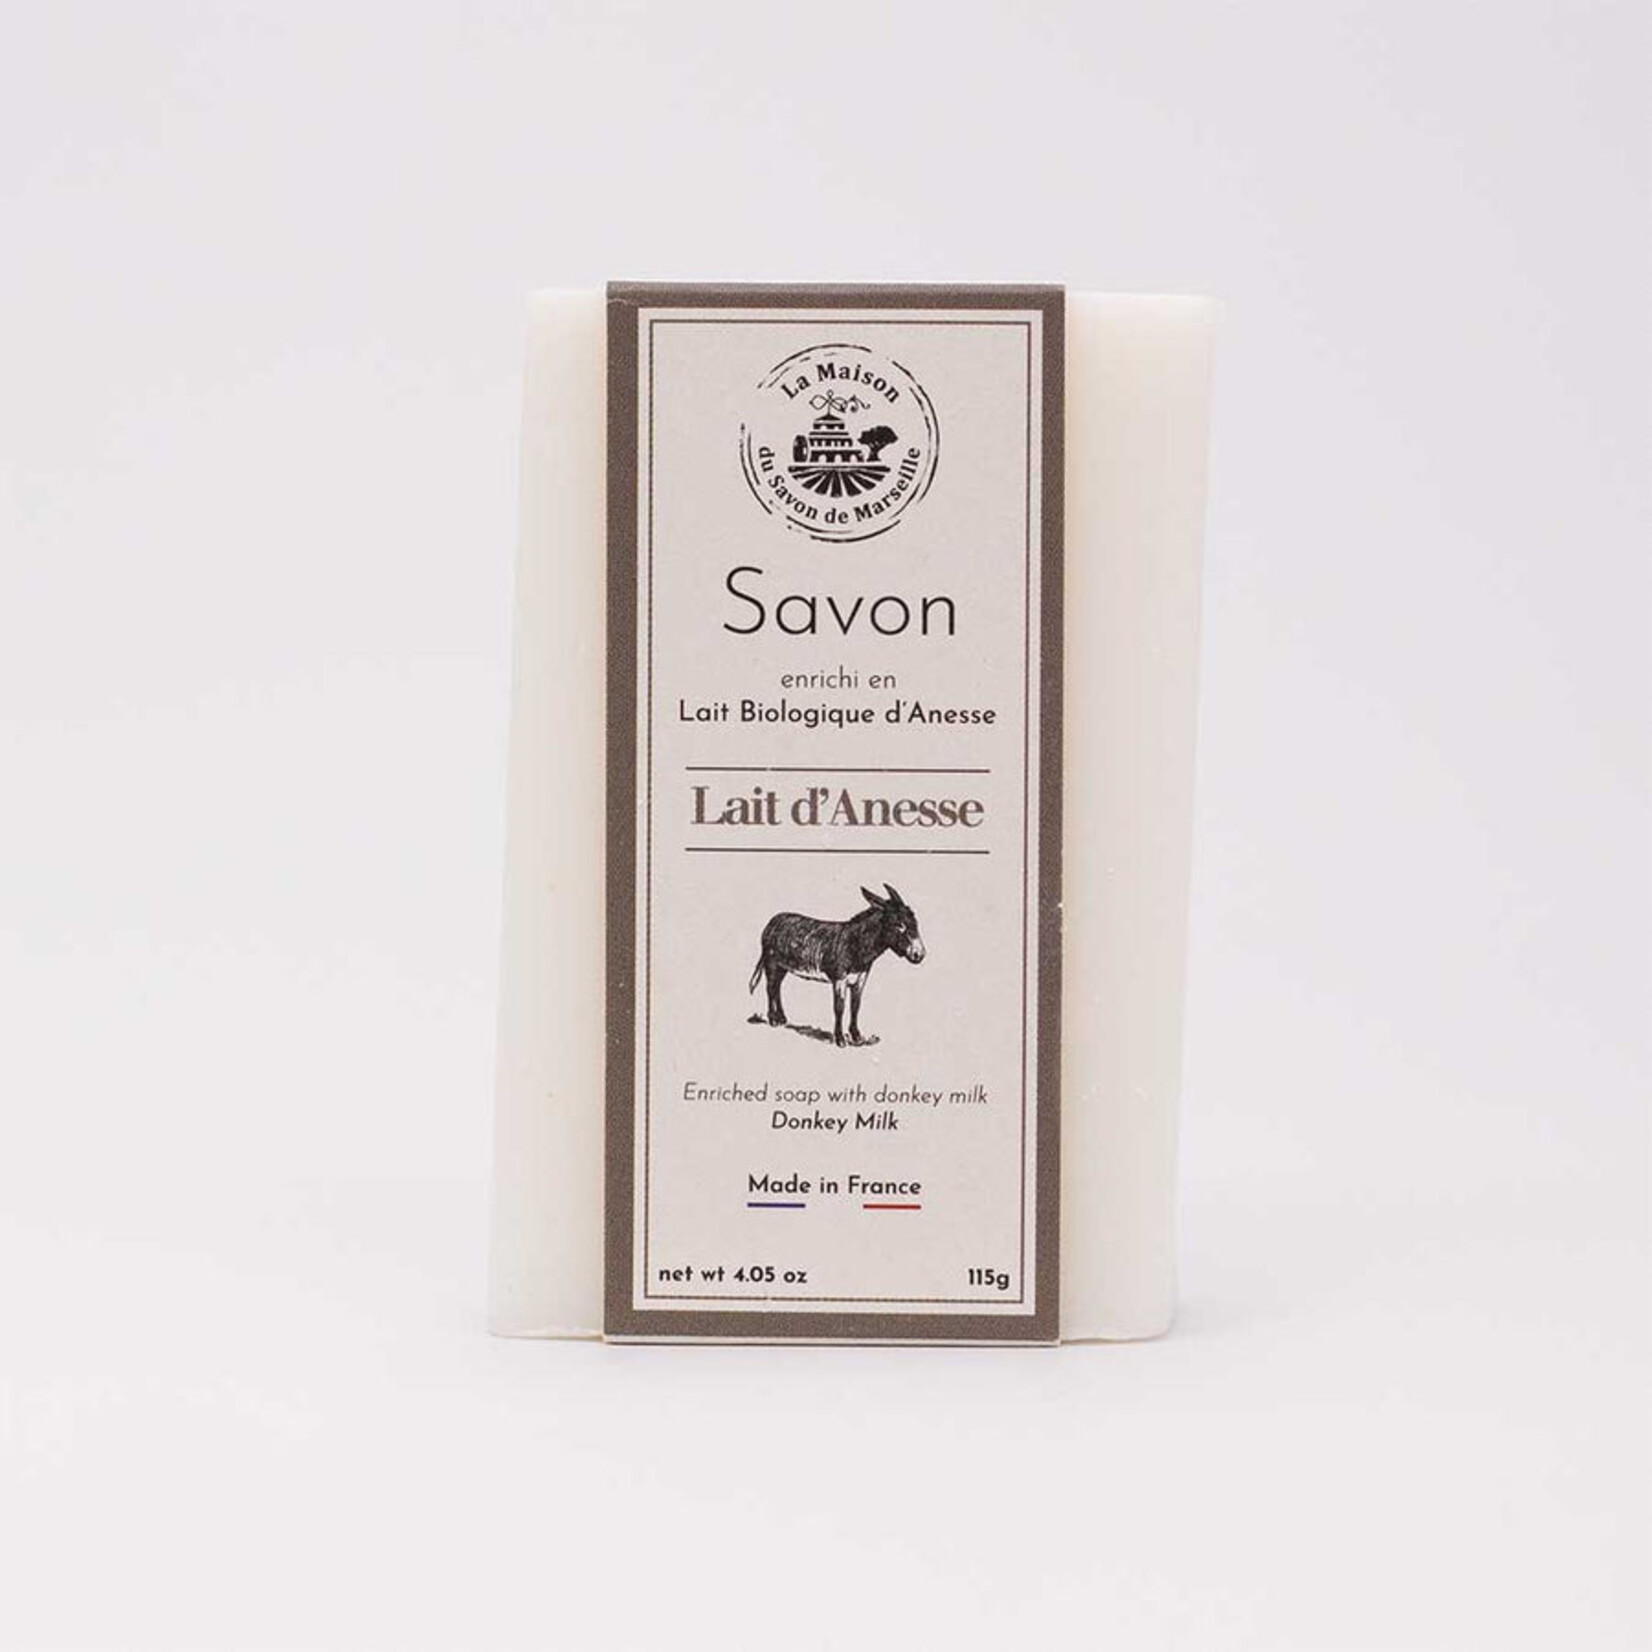 La Maison
du Savon de Marseille
Savon
enrichi en
Lait Biologique d'Anesse
Lait d'Anesse
Enriched soap with donkey milk
Donkey Milk
Made in France
net wt 4.05 oz 115g